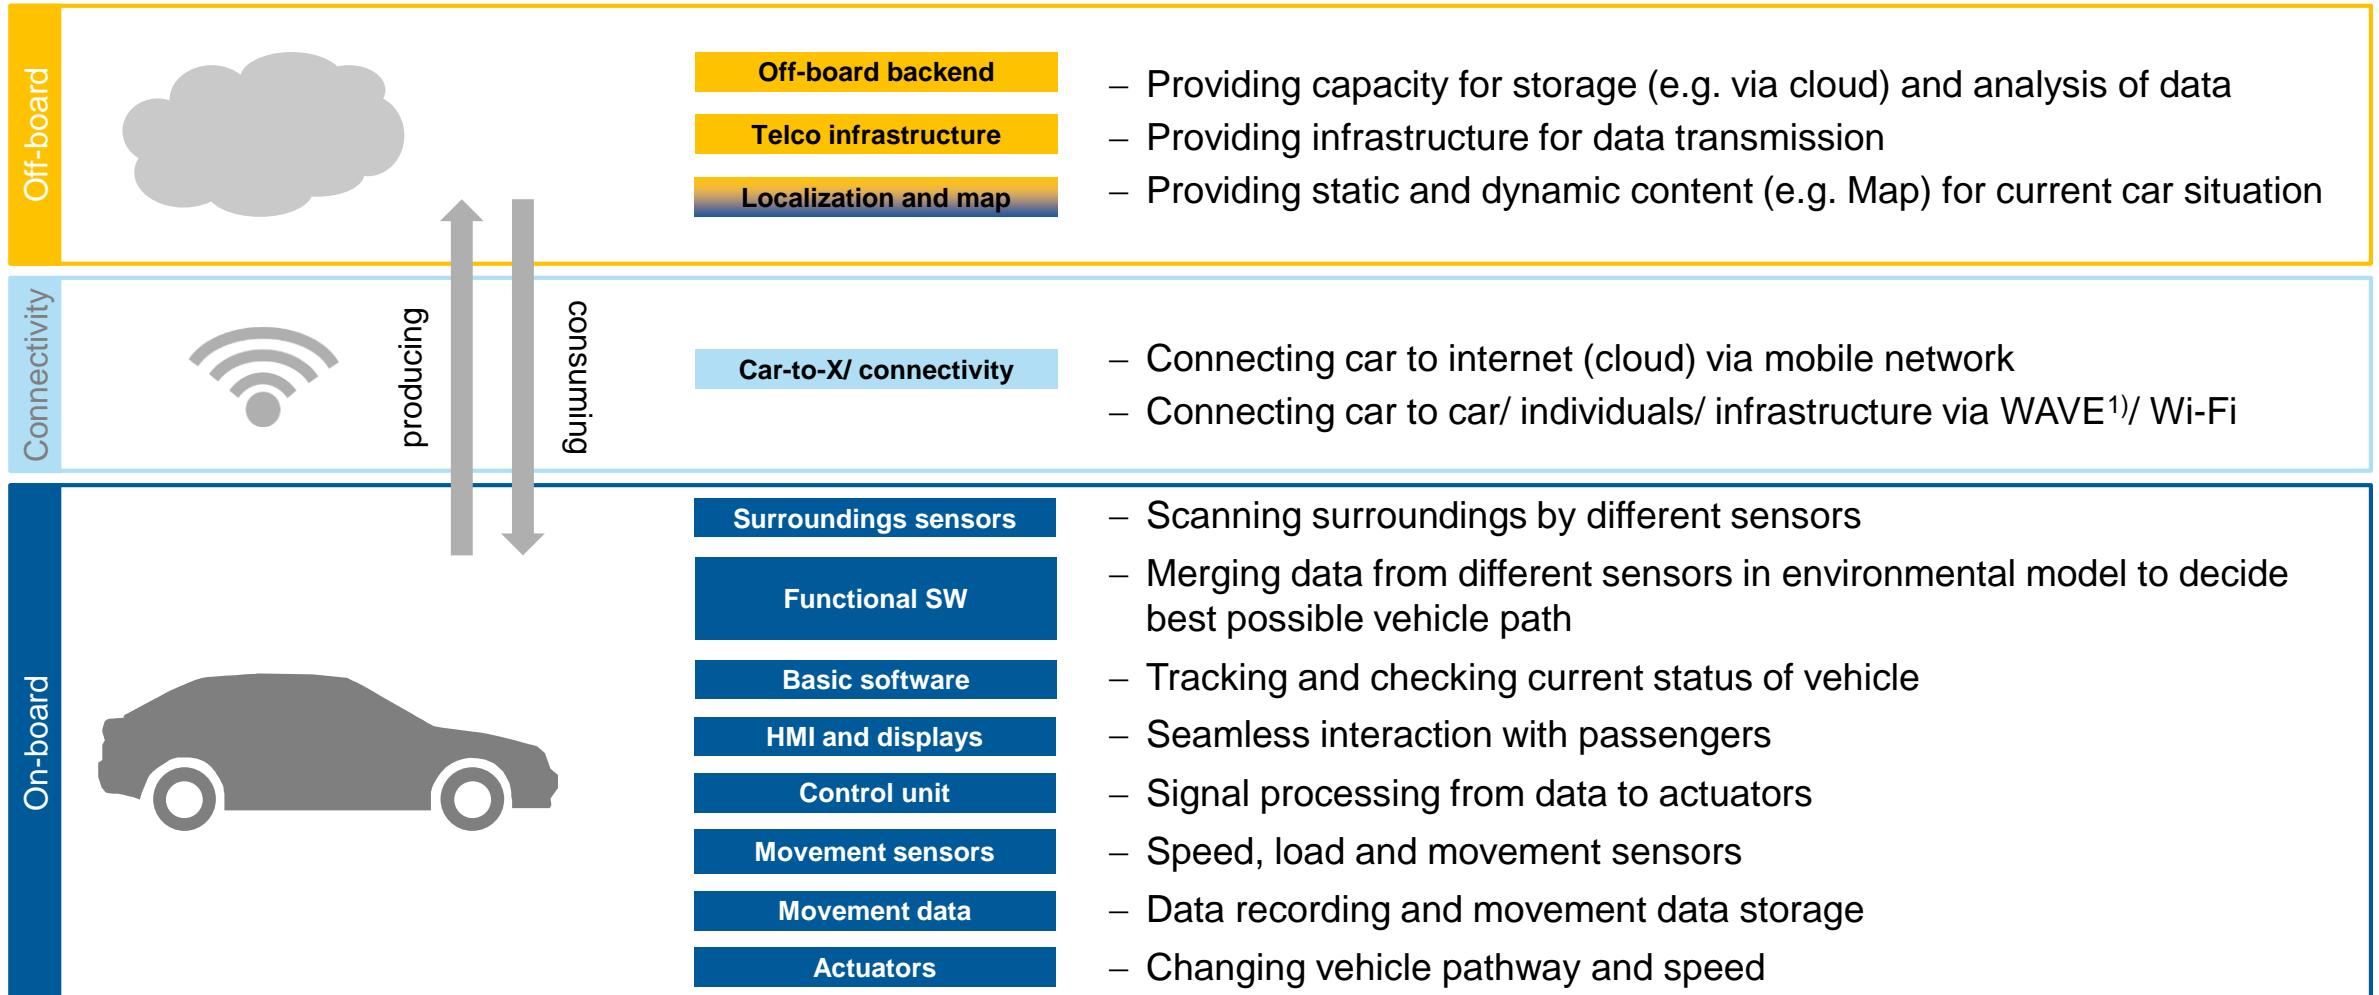 Off-board
Off-board backend
– Providing capacity for storage (e.g. via cloud) and analysis of data
Telco infrastructure
– Providing infrastructure for data transmission
Localization and map
– Providing static and dynamic content (e.g. Map) for current car situation
Connectivity
producing
consuming
Car-to-X/ connectivity
– Connecting car to internet (cloud) via mobile network
– Connecting car to car/ individuals/ infrastructure via WAVE¹⁾/ Wi-Fi
On-board
Surroundings sensors
– Scanning surroundings by different sensors
Functional SW
– Merging data from different sensors in environmental model to decide
best possible vehicle path
Basic software
– Tracking and checking current status of vehicle
HMI and displays
– Seamless interaction with passengers
Control unit
– Signal processing from data to actuators
Movement sensors
– Speed, load and movement sensors
Movement data
– Data recording and movement data storage
Actuators
– Changing vehicle pathway and speed